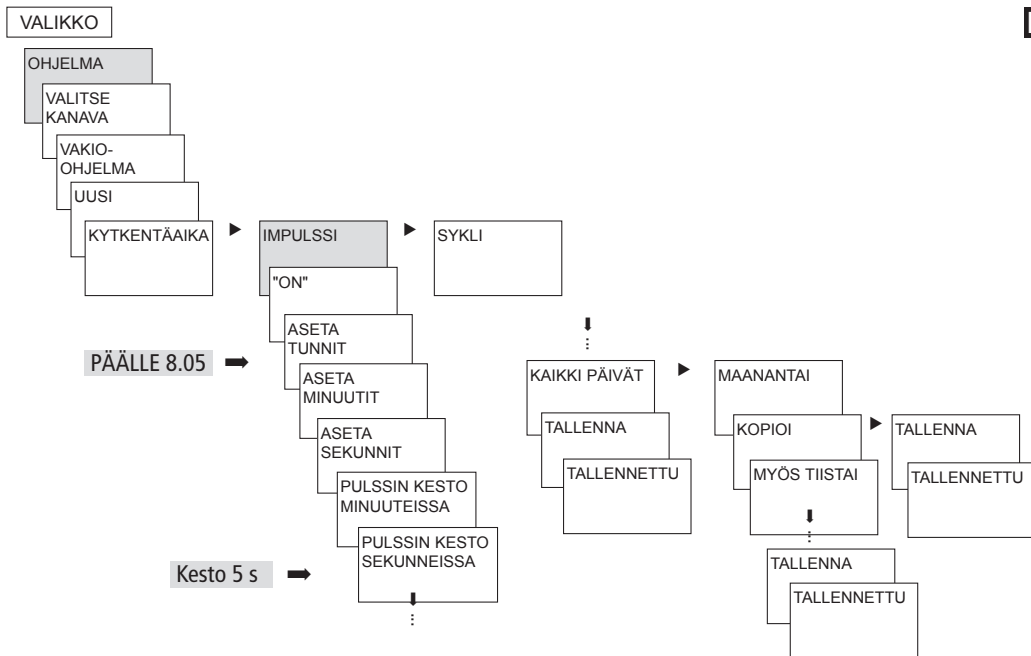 VALIKKO
OHJELMA
VALITSE
KANAVA
VAKIO-
OHJELMA
UUSI
KYTKENTÄAIKA
IMPULSSI
SYKLI
"ON"
ASETA
TUNNIT
PÄÄLLE 8.05
ASETA
MINUUTIT
ASETA
SEKUNNIT
PULSSIN KESTO
MINUUTEISSA
PULSSIN KESTO
SEKUNNEISSA
Kesto 5 s
KAIKKI PÄIVÄT
TALLENNA
TALLENNETTU
MAANANTAI
KOPIOI
MYÖS TIISTAI
TALLENNA
TALLENNETTU
TALLENNA
TALLENNETTU